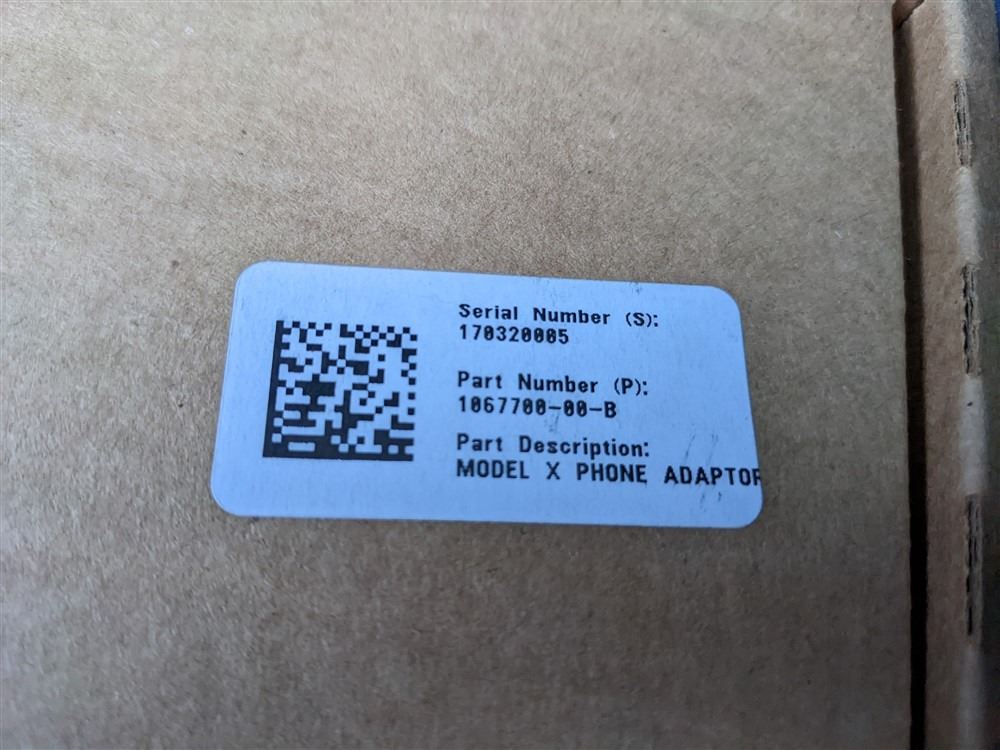 Serial Number (S):
170320005
Part Number (P):
1067700-00-B
Part Description:
MODEL X PHONE ADAPTOR